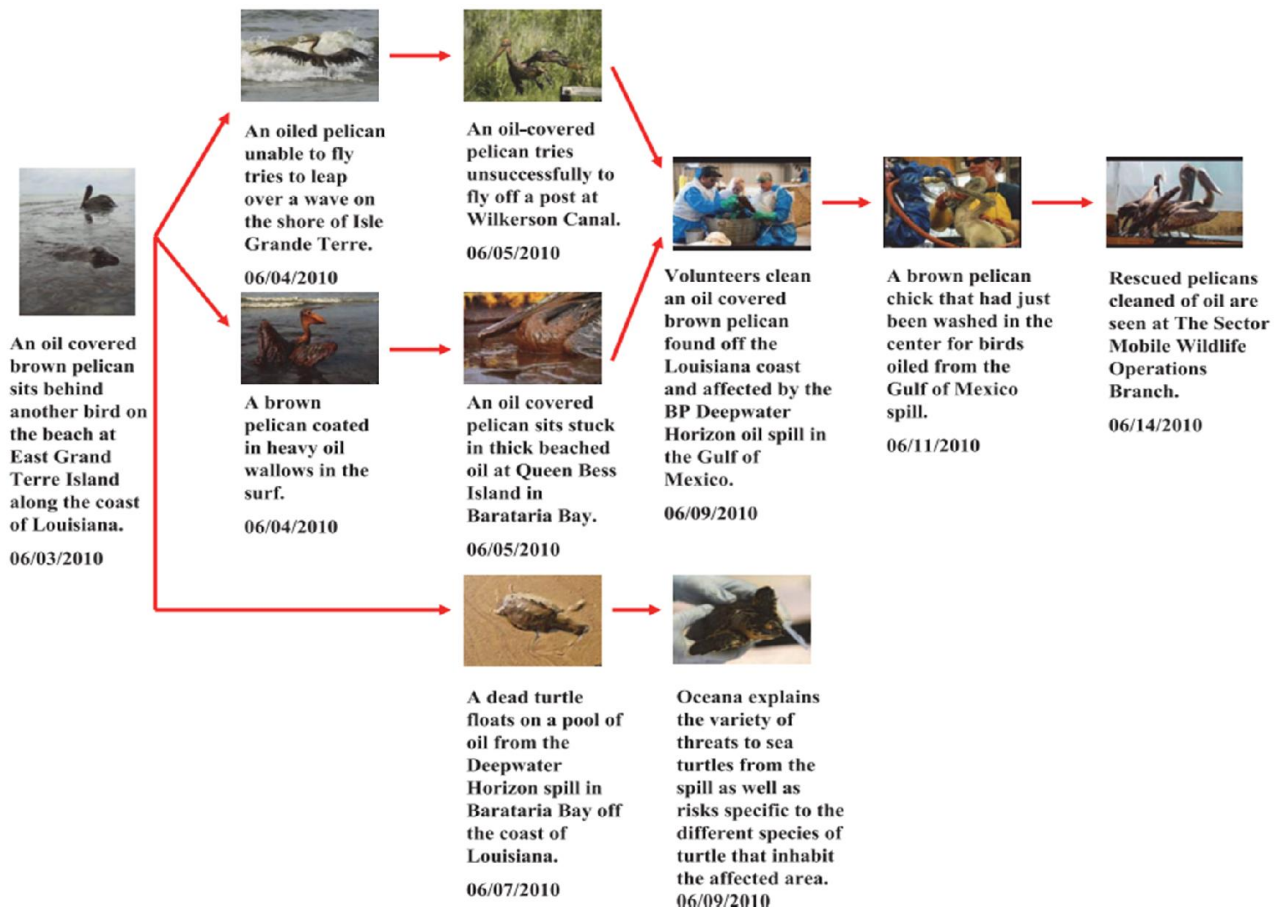 An oil covered
brown pelican
sits behind
another bird on
the beach at
East Grand
Terre Island
along the coast
of Louisiana.
06/03/2010
An oiled pelican
unable to fly
tries to leap
over a wave on
the shore of Isle
Grande Terre.
06/04/2010
An oil-covered
pelican tries
unsuccessfully to
fly off a post at
Wilkerson Canal.
06/05/2010
A brown
pelican coated
in heavy oil
wallows in the
surf.
06/04/2010
An oil covered
pelican sits stuck
in thick beached
oil at Queen Bess
Island in
Barataria Bay.
06/05/2010
Volunteers clean
an oil covered
brown pelican
found off the
Louisiana coast
and affected by the
BP Deepwater
Horizon oil spill in
the Gulf of
Mexico.
06/09/2010
A brown pelican
chick that had just
been washed in the
center for birds
oiled from the
Gulf of Mexico
spill.
06/11/2010
Rescued pelicans
cleaned of oil are
seen at The Sector
Mobile Wildlife
Operations
Branch.
06/14/2010
A dead turtle
floats on a pool of
oil from the
Deepwater
Horizon spill in
Barataria Bay off
the coast of
Louisiana.
06/07/2010
Oceana explains
the variety of
threats to sea
turtles from the
spill as well as
risks specific to the
different species of
turtle that inhabit
the affected area.
06/09/2010